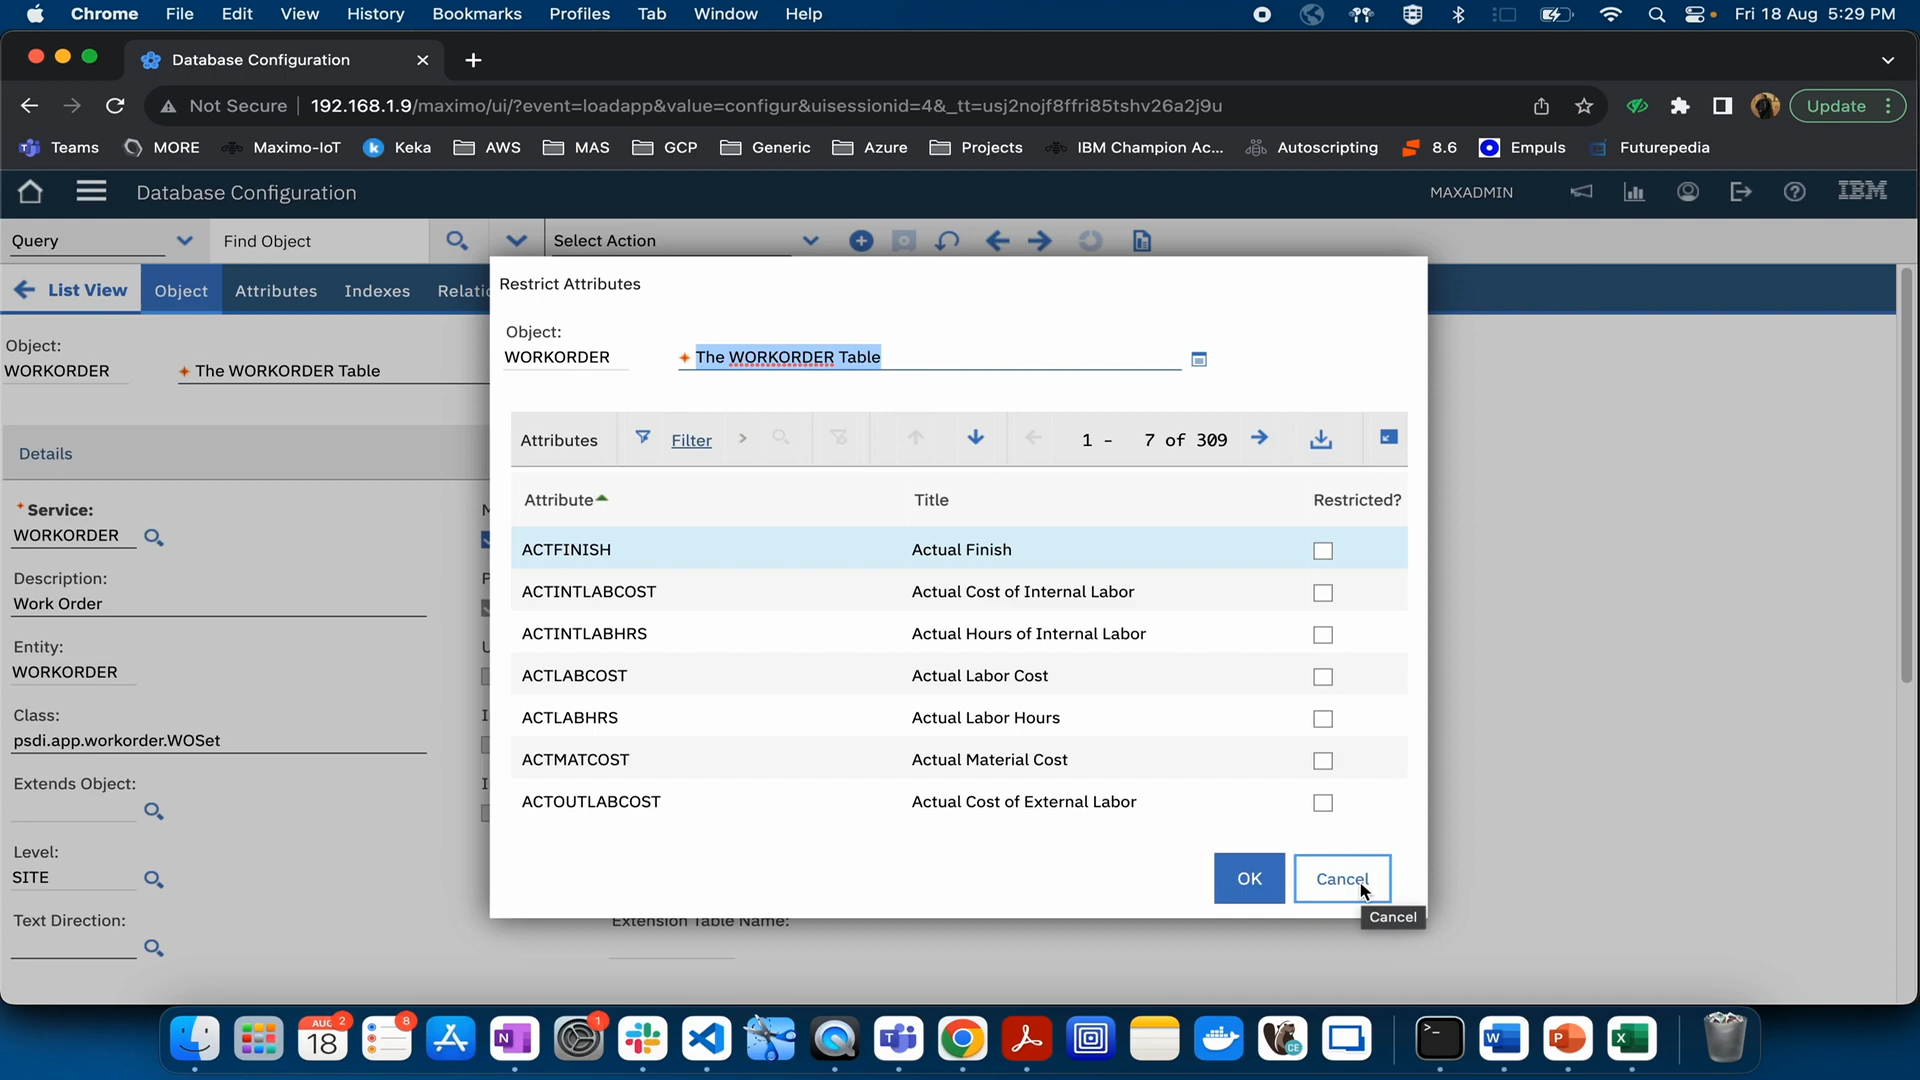 Chrome File Edit View History Bookmarks Profiles Tab Window Help Fri 18 Aug 5:29 PM
Database Configuration
Not Secure 192.168.1.9/maximo/ui/?event=loadapp&value=configur&uisessionid=4&_tt=usj2nojf8ffri85tshv26a2j9u Update
Teams MORE Maximo-IoT Keka AWS MAS GCP Generic Azure Projects IBM Champion Ac... Autoscripting 8.6 Empuls Futurepedia
Database Configuration MAXADMIN IBM
Query Find Object Select Action
List View Object Attributes Indexes Relatio
Object:
WORKORDER The WORKORDER Table
Details
* Service:
WORKORDER
Description:
Work Order
Entity:
WORKORDER
Class:
psdi.app.workorder.WOSet
Extends Object:
Level:
SITE
Text Direction:
Extension Table Name:
Restrict Attributes
Object:
WORKORDER The WORKORDER Table
Attributes Filter 1 - 7 of 309
Attribute Title Restricted?
ACTFINISH Actual Finish
ACTINTLABCOST Actual Cost of Internal Labor
ACTINTLABHRS Actual Hours of Internal Labor
ACTLABCOST Actual Labor Cost
ACTLABHRS Actual Labor Hours
ACTMATCOST Actual Material Cost
ACTOUTLABCOST Actual Cost of External Labor
OK Cancel
Cancel
AUG 18 2 8 1